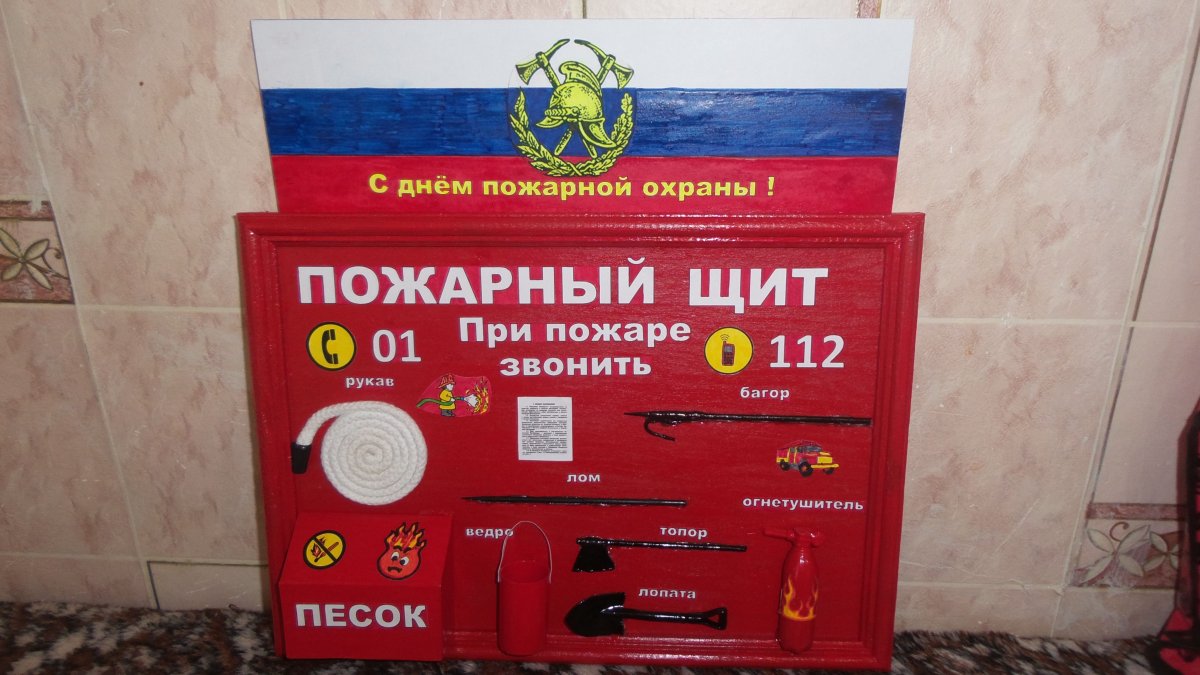 С днём пожарной охраны !
ПОЖАРНЫЙ ЩИТ
01
При пожаре
звонить
112
рукав
багор
лом
огнетушитель
ведро
топор
лопата
ПЕСОК